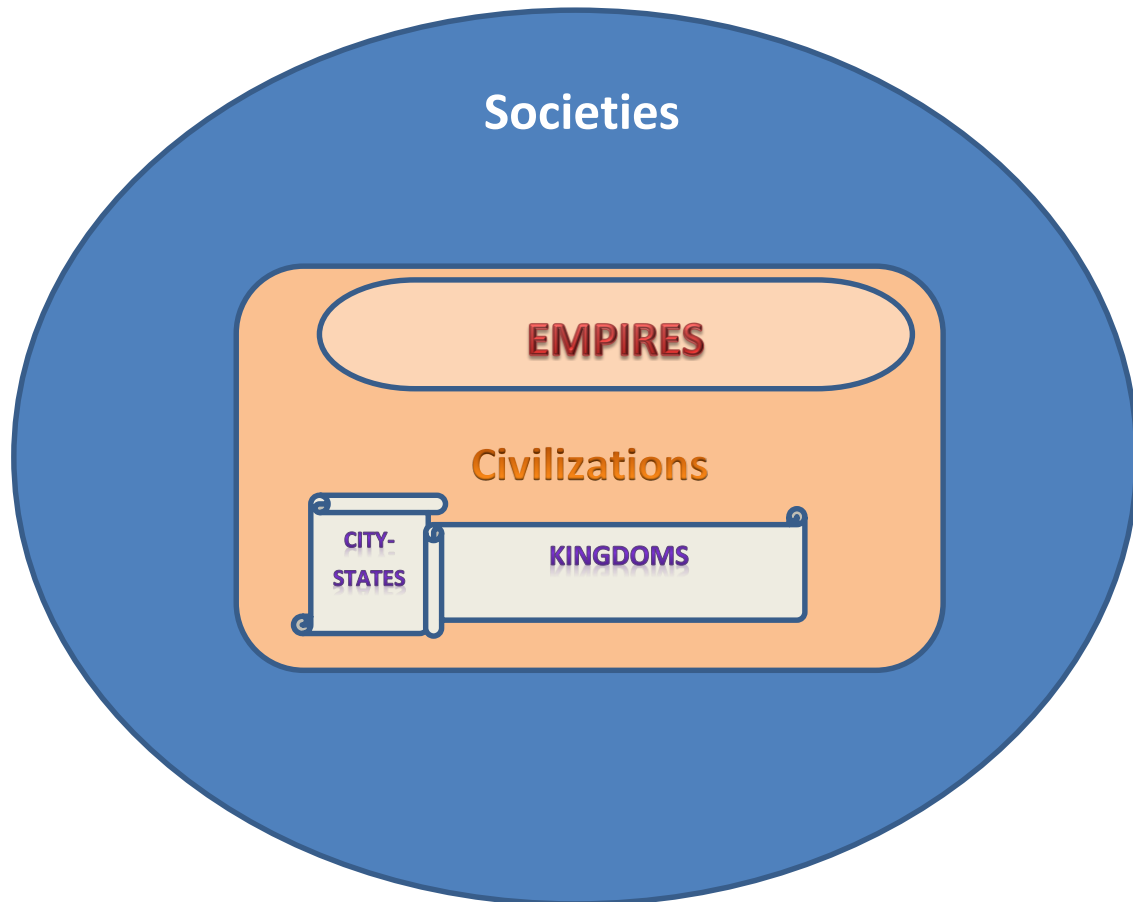 Societies
EMPIRES
Civilizations
CITY-
STATES
KINGDOMS